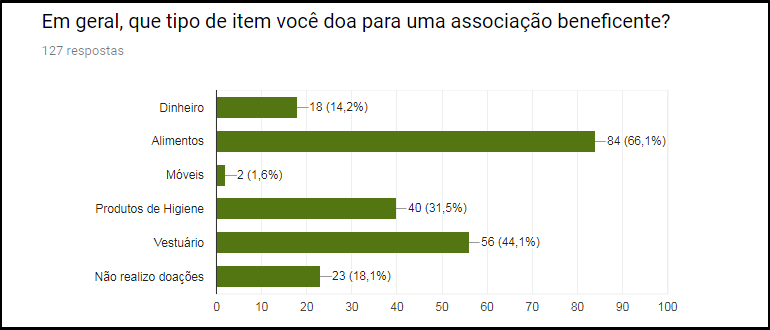 Em geral, que tipo de item você doa para uma associação beneficente?
127 respostas
Dinheiro 18 (14,2%)
Alimentos 84 (66,1%)
Móveis 2 (1,6%)
Produtos de Higiene 40 (31,5%)
Vestuário 56 (44,1%)
Não realizo doações 23 (18,1%)
0 10 20 30 40 50 60 70 80 90 100